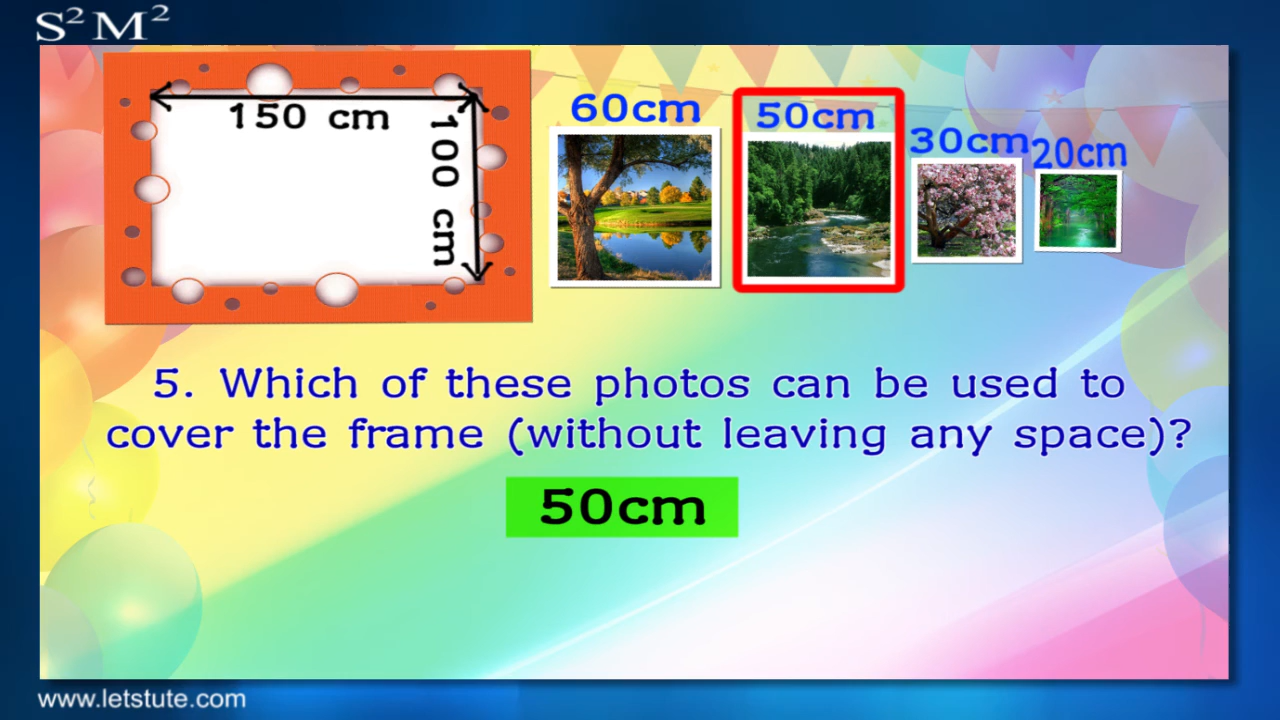 S²M²
150 cm
100 cm
60cm
50cm
30cm
20cm
5. Which of these photos can be used to
cover the frame (without leaving any space)?
50cm
www.letstute.com